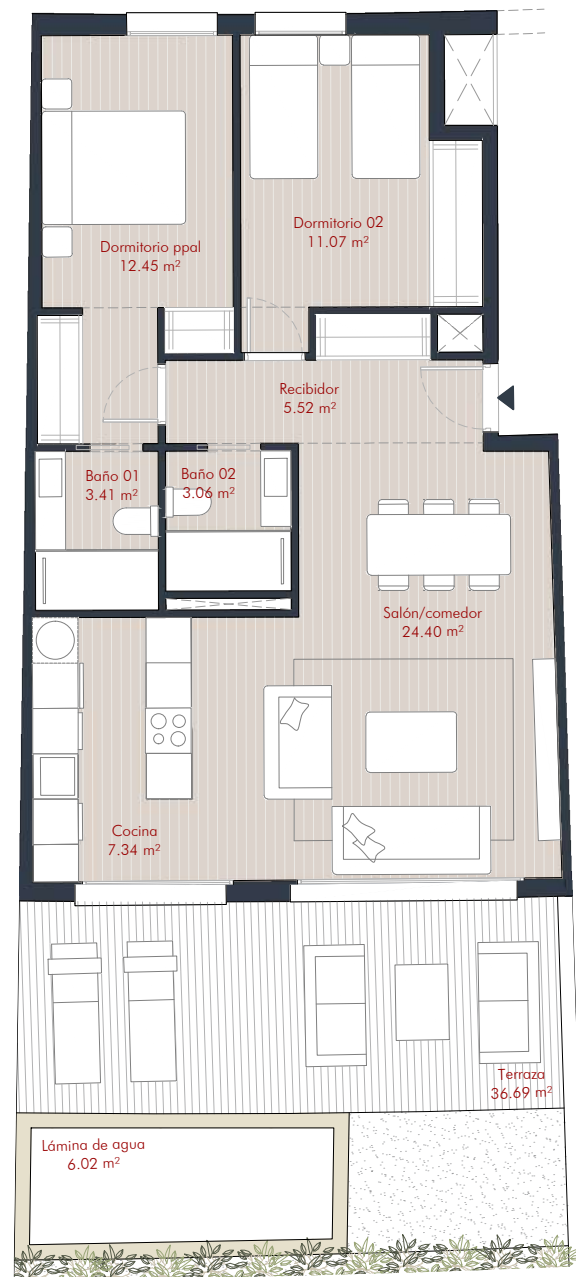 Dormitorio ppal
12.45 m²
Dormitorio 02
11.07 m²
Recibidor
5.52 m²
Baño 01
3.41 m²
Baño 02
3.06 m²
Salón/comedor
24.40 m²
Cocina
7.34 m²
Terraza
36.69 m²
Lámina de agua
6.02 m²